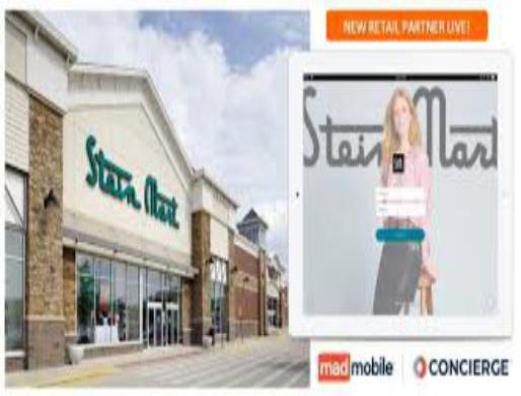 NEW RETAIL PARTNER LIVE!
Stein Mart
Stein Mart
mad mobile | CONCIERGE